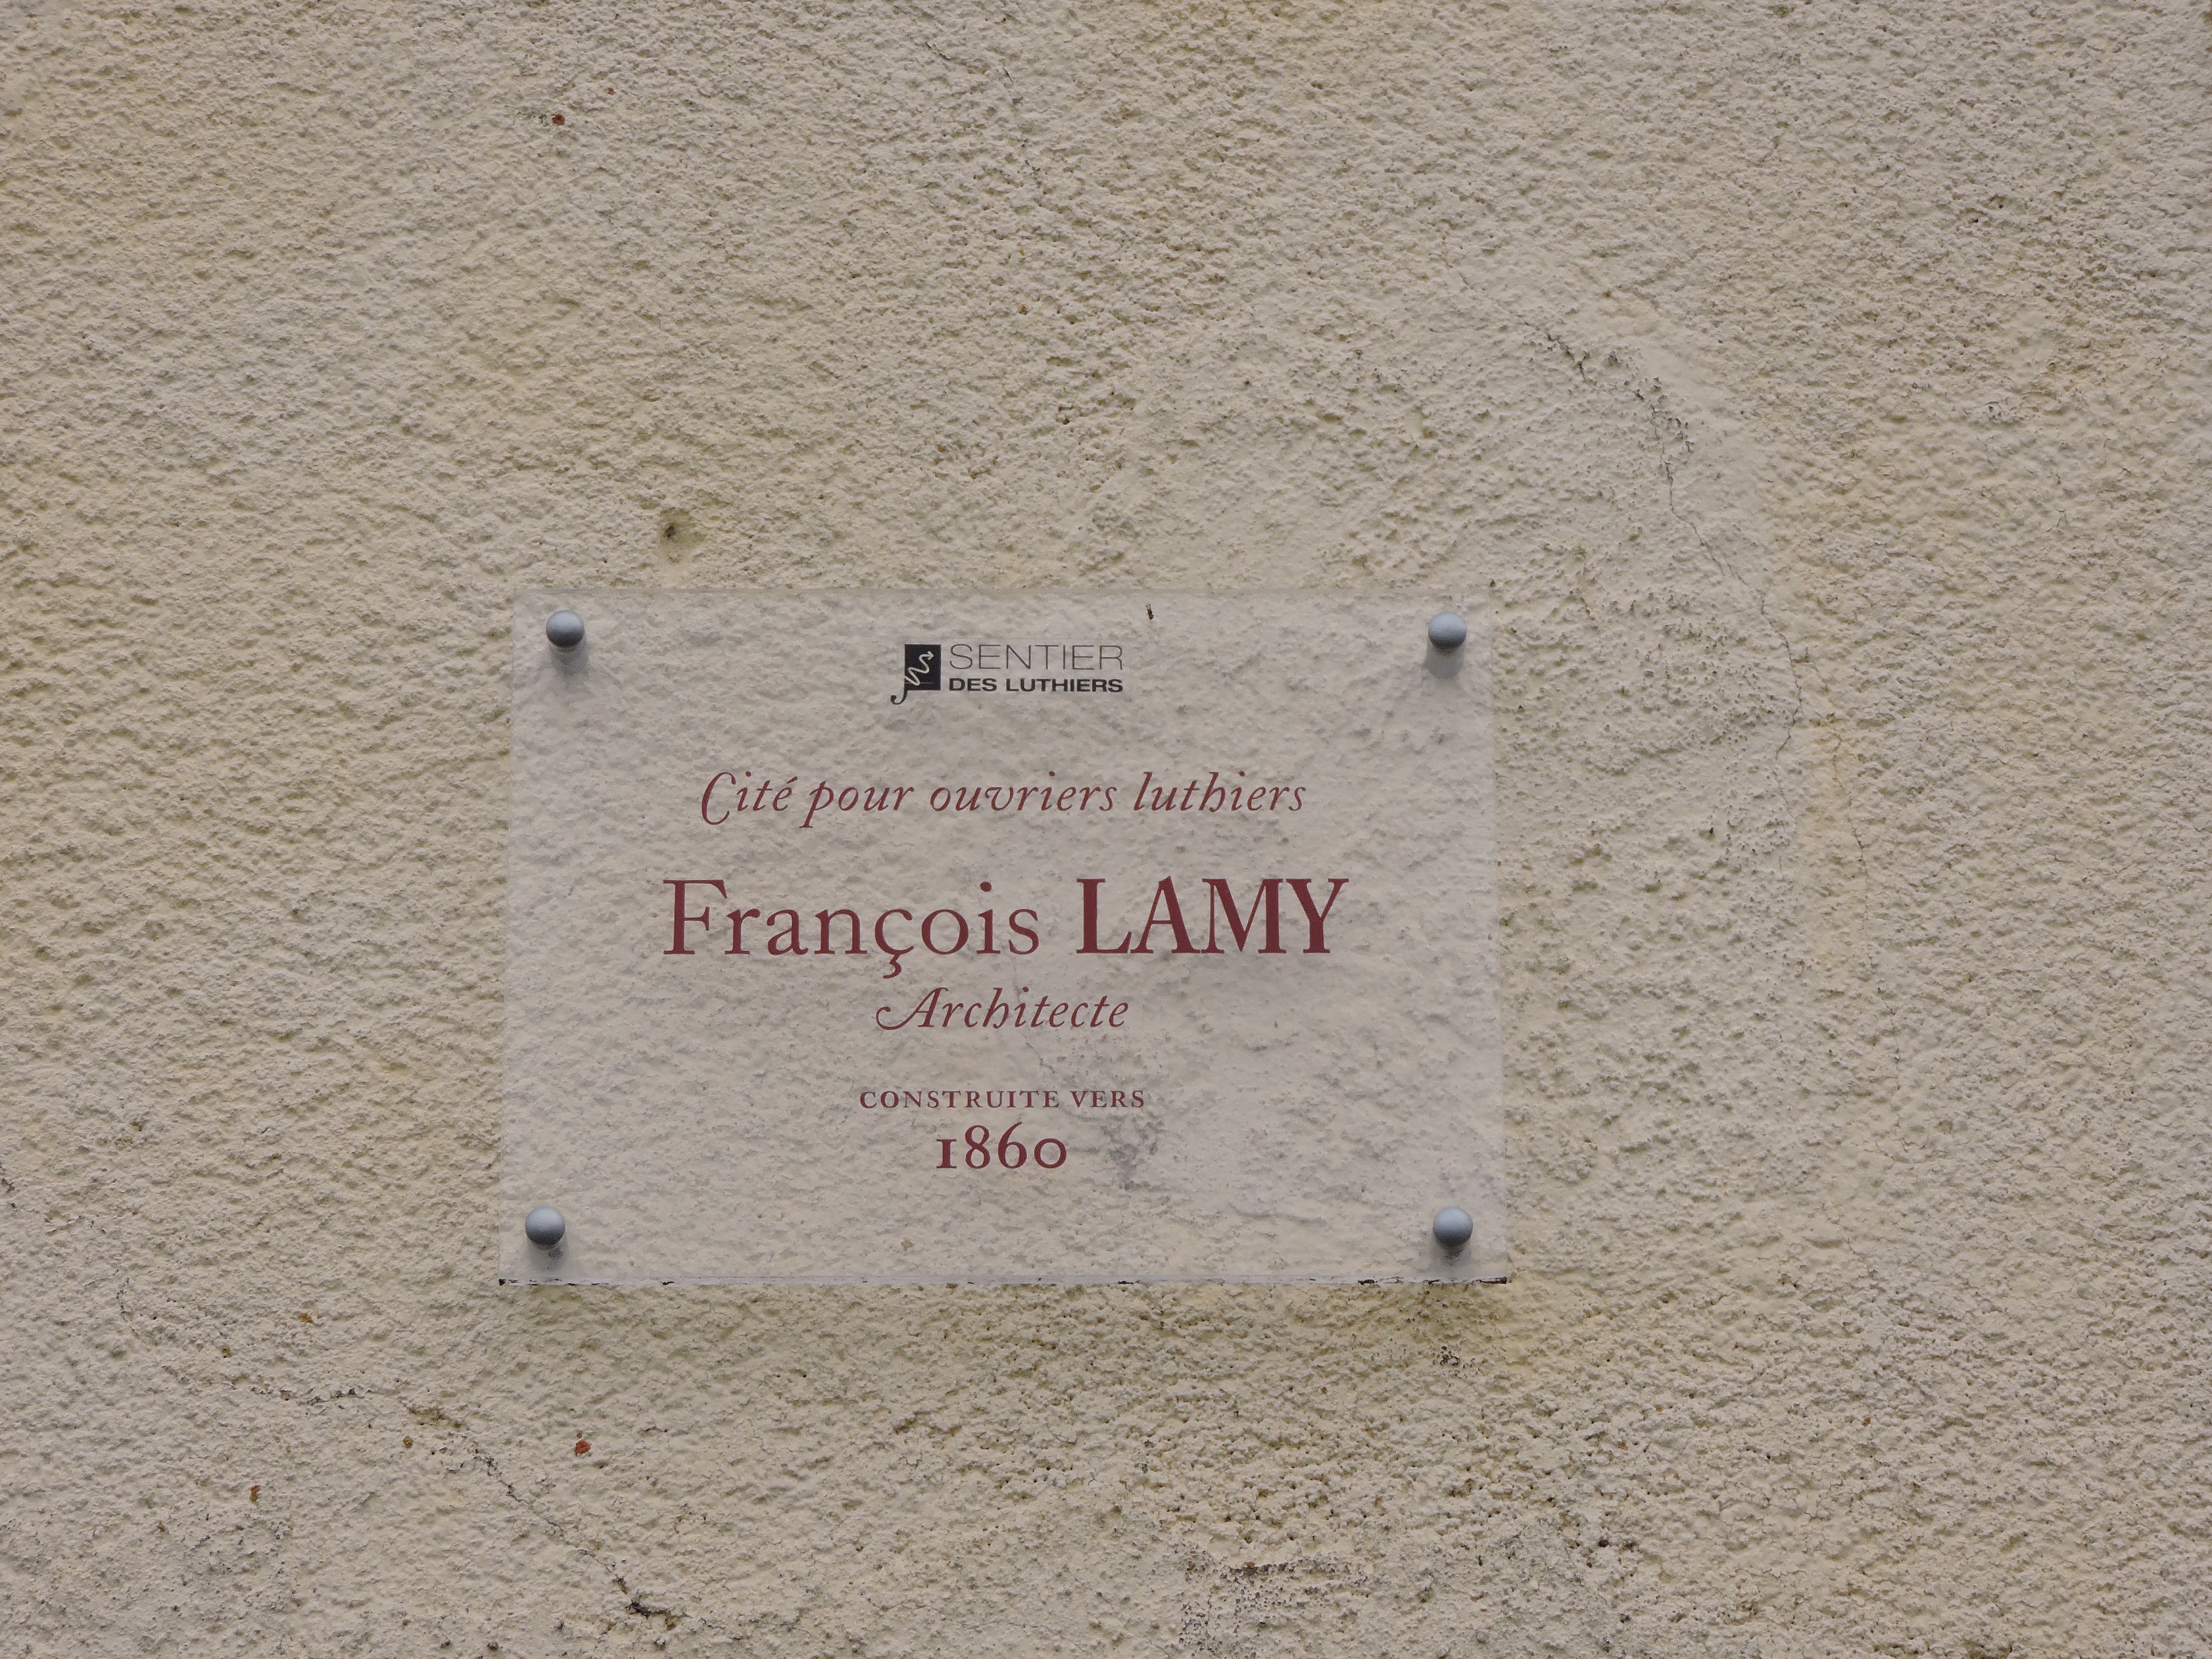 SENTIER
DES LUTHIERS
Cité pour ouvriers luthiers
François LAMY
Architecte
CONSTRUITE VERS
1860